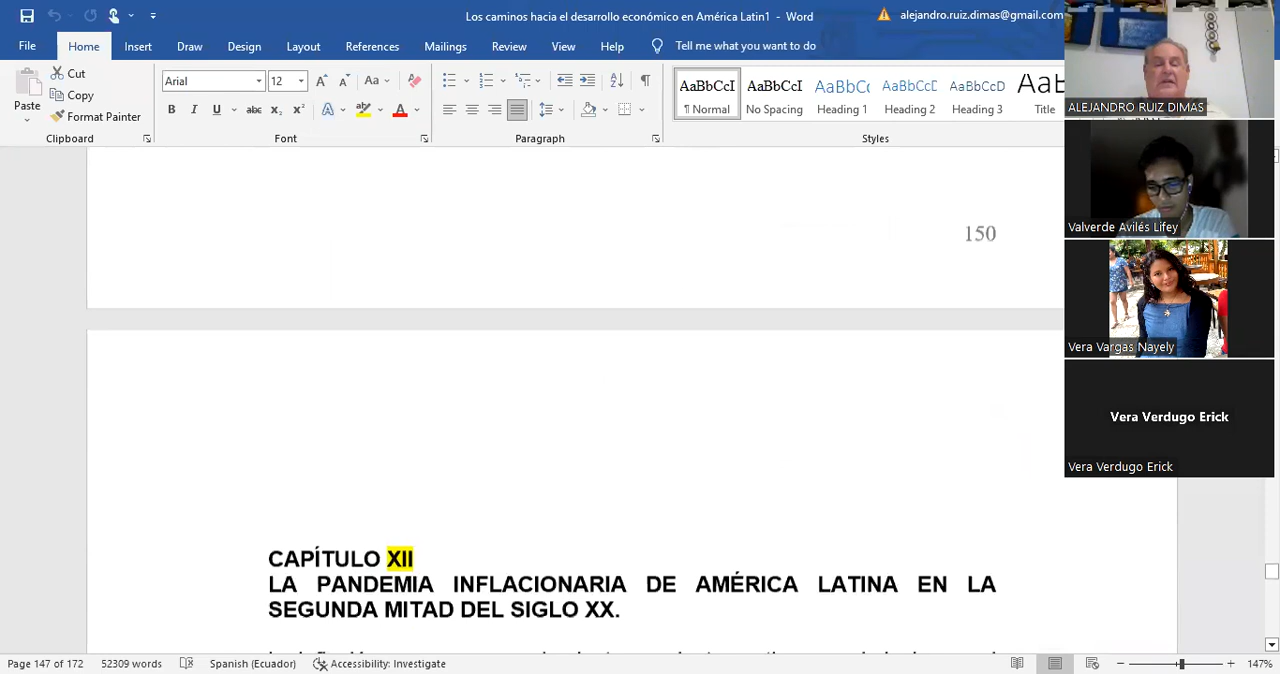 Los caminos hacia el desarrollo económico en América Latin1 - Word
alejandro.ruiz.dimas@gmail.com
File Home Insert Draw Design Layout References Mailings Review View Help Tell me what you want to do
Paste
Cut
Copy
Format Painter
Clipboard
Arial 12
Font
Paragraph
AaBbCcI AaBbCcI AaBbCc AaBbCcD AaBbCcD AaB
¶ Normal No Spacing Heading 1 Heading 2 Heading 3 Title
Styles
ALEJANDRO RUIZ DIMAS
Valverde Avilés Lifey
Vera Vargas Nayely
Vera Verdugo Erick
Vera Verdugo Erick
150
CAPÍTULO XII
LA PANDEMIA INFLACIONARIA DE AMÉRICA LATINA EN LA
SEGUNDA MITAD DEL SIGLO XX.
Page 147 of 172 52309 words Spanish (Ecuador) Accessibility: Investigate 147%